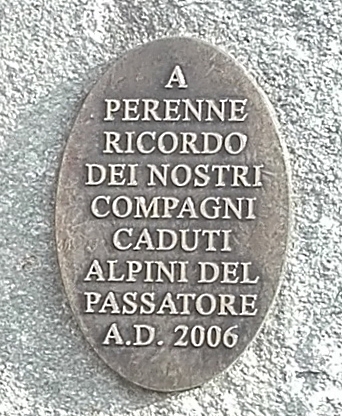 A
PERENNE
RICORDO
DEI NOSTRI
COMPAGNI
CADUTI
ALPINI DEL
PASSATORE
A.D. 2006